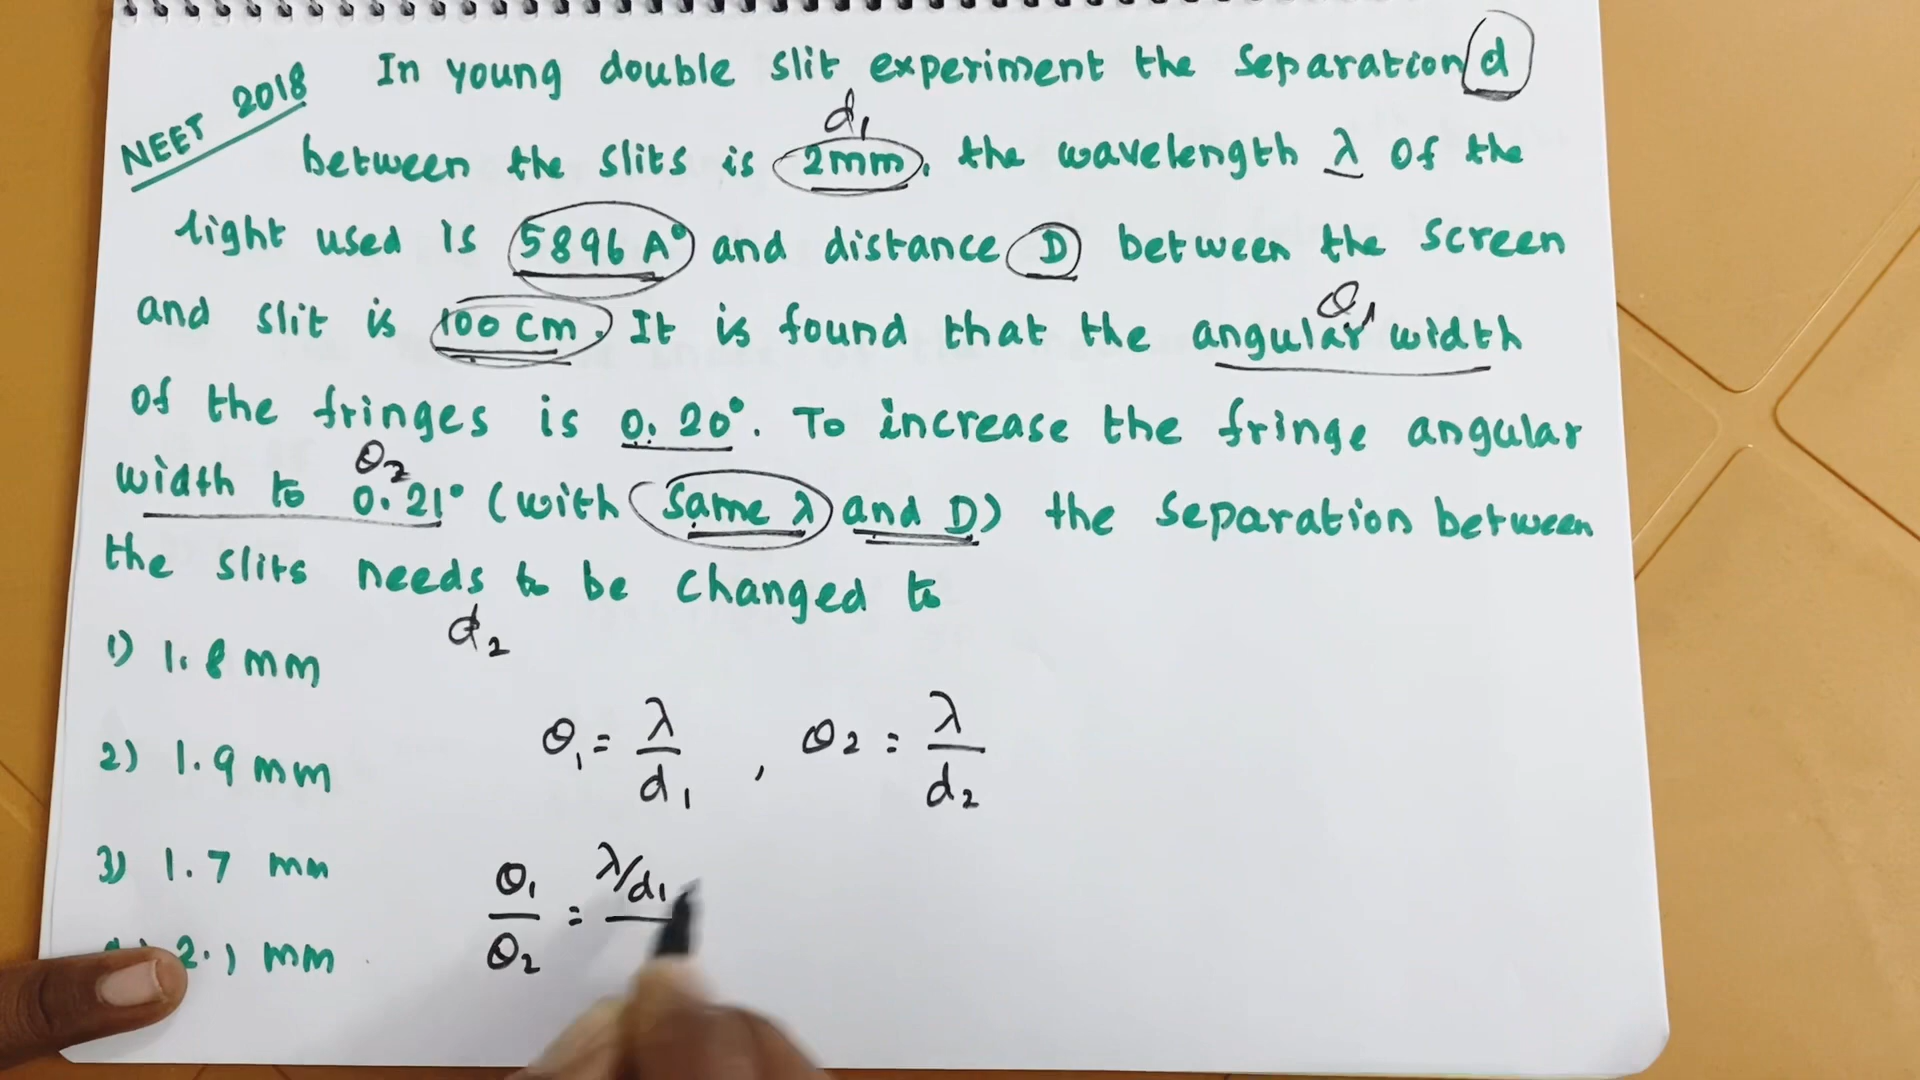 NEET 2018
In young double slit experiment the separation d
d₁
between the slits is 2mm. the wavelength λ of the
light used is 5896 A° and distance D between the screen
and slit is 100 cm. It is found that the angular width
θ₁
of the fringes is 0.20°. To increase the fringe angular
θ₂
width to 0.21° (with same λ and D) the separation between
the slits needs to be changed to
d₂
1) 1.8 mm
2) 1.9 mm
3) 1.7 mm
2.1 mm
θ₁ = λ/d₁ , θ₂ = λ/d₂
θ₁/θ₂ = λ/d₁